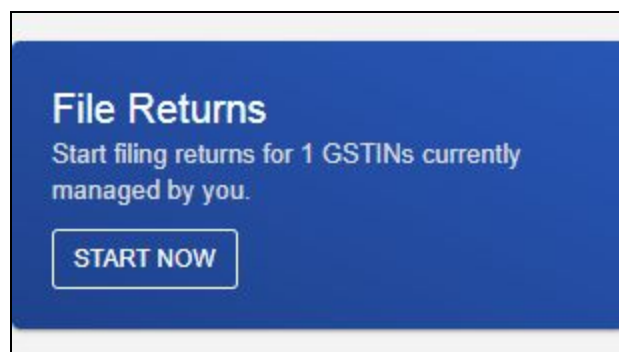 File Returns
Start filing returns for 1 GSTINs currently
managed by you.
START NOW